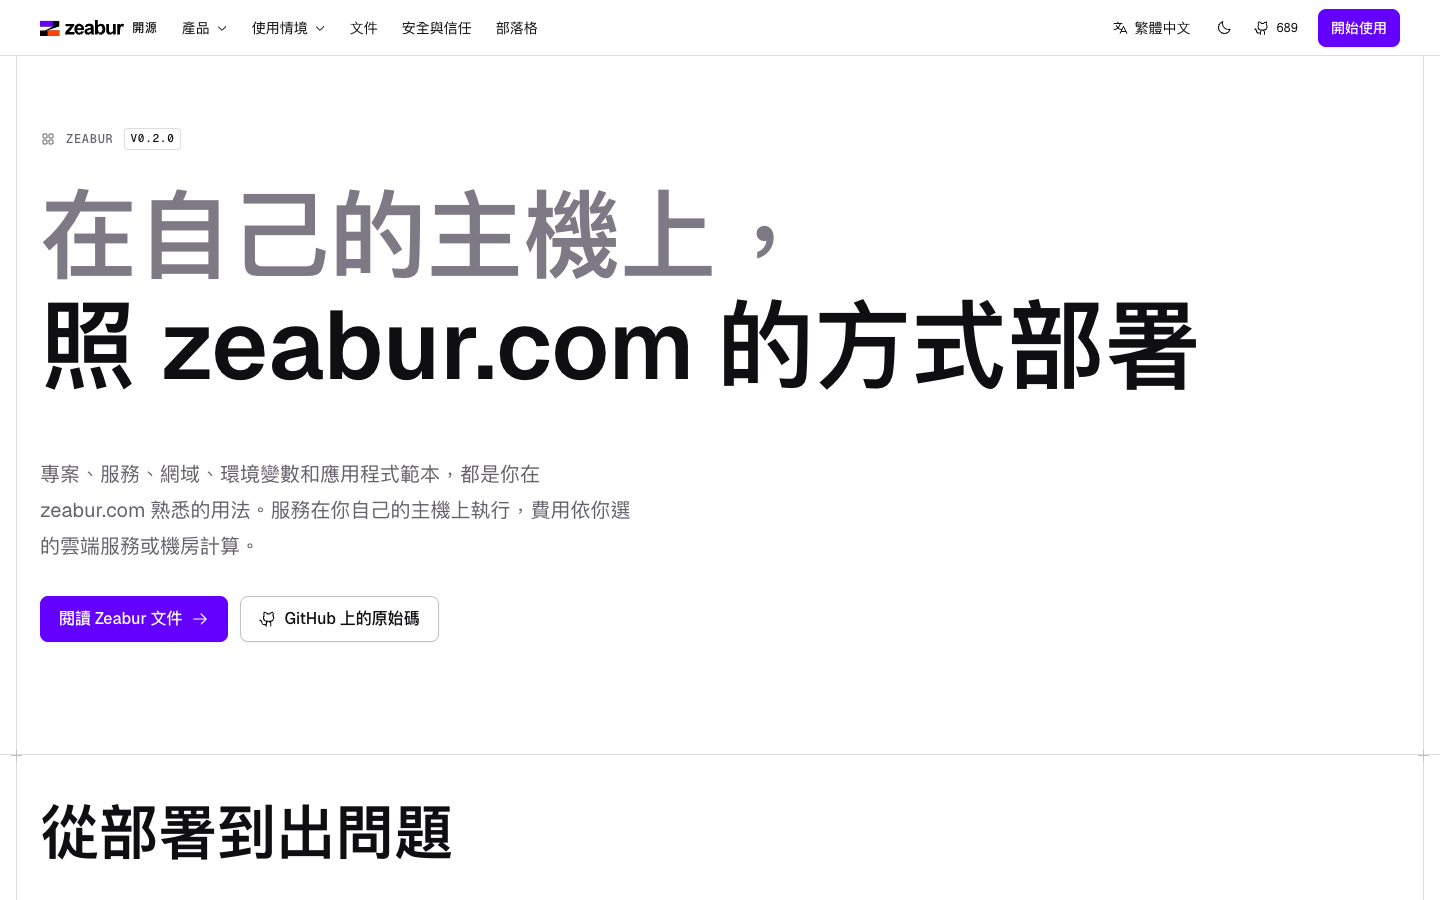 zeabur 開源 產品 使用情境 文件 安全與信任 部落格 繁體中文 689 開始使用
ZEABUR V0.2.0
在自己的主機上，
照 zeabur.com 的方式部署
專案、服務、網域、環境變數和應用程式範本，都是你在
zeabur.com 熟悉的用法。服務在你自己的主機上執行，費用依你選
的雲端服務或機房計算。
閱讀 Zeabur 文件 → GitHub 上的原始碼
從部署到出問題